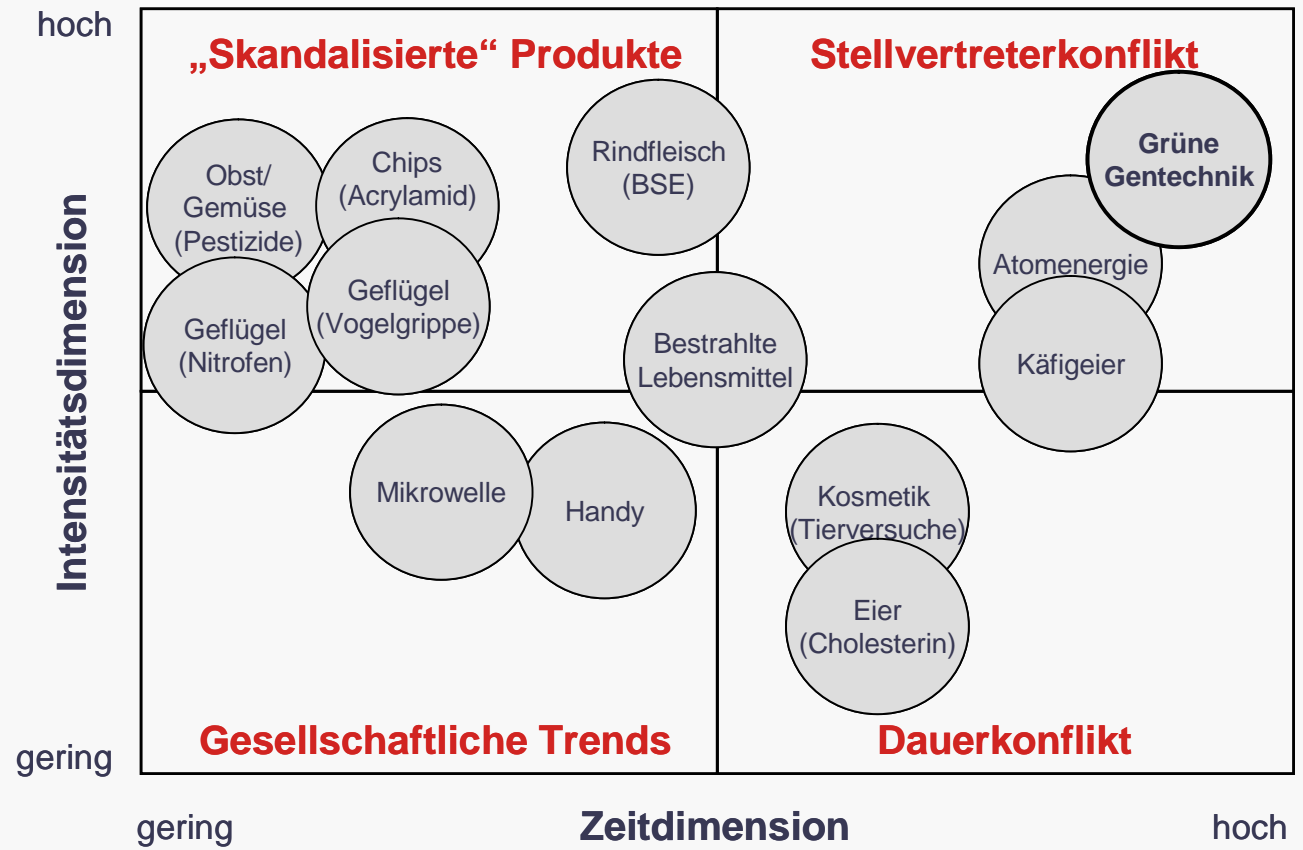 hoch
„Skandalisierte“ Produkte
Stellvertreterkonflikt
Obst/
Gemüse
(Pestizide)
Chips
(Acrylamid)
Rindfleisch
(BSE)
Grüne
Gentechnik
Geflügel
(Nitrofen)
Geflügel
(Vogelgrippe)
Bestrahlte
Lebensmittel
Atomenergie
Käfigeier
Intensitätsdimension
Mikrowelle
Handy
Kosmetik
(Tierversuche)
Eier
(Cholesterin)
Gesellschaftliche Trends
Dauerkonflikt
gering
gering
Zeitdimension
hoch